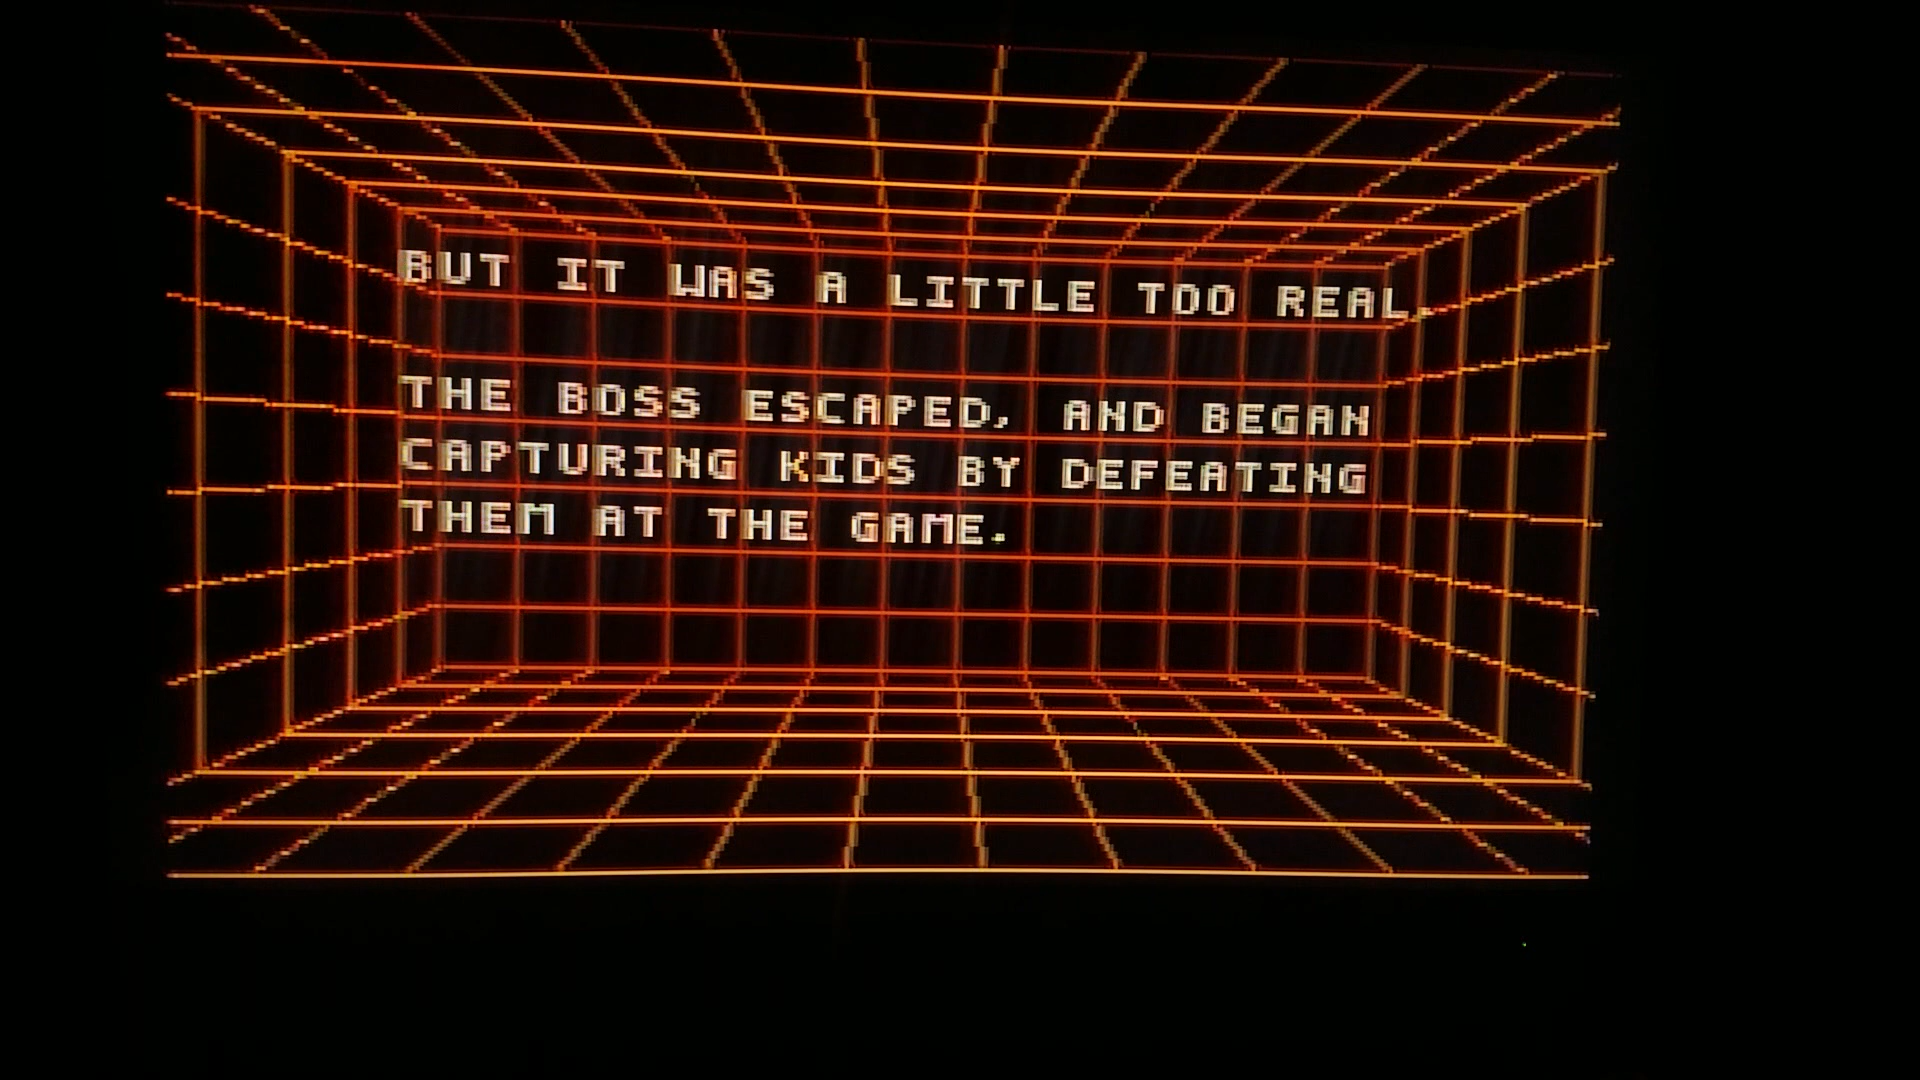 BUT IT WAS A LITTLE TOO REAL.
THE BOSS ESCAPED, AND BEGAN
CAPTURING KIDS BY DEFEATING
THEM AT THE GAME.